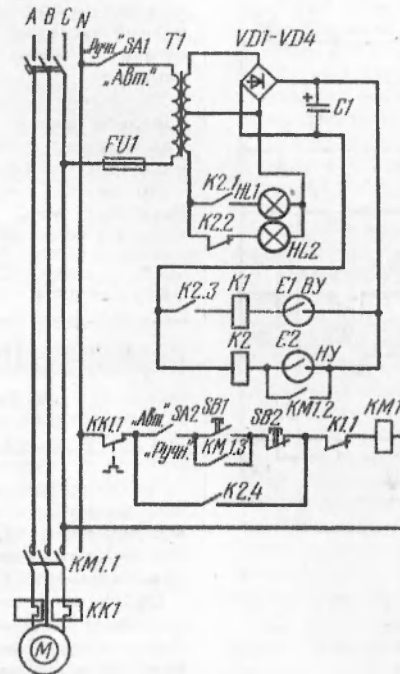 A B C N
„Ручн." SA1
T1
VD1-VD4
„Авт."
C1
+
FU1
K2.1
HL1
K2.2
HL2
K2.3
K1
E1 ВУ
K2
E2
НУ
KM1.2
KK1.1
„Авт."
SA2
SB1
SB2
K1.1
KM1
„Ручн."
KM1.3
K2.4
KM1.1
KK1
M